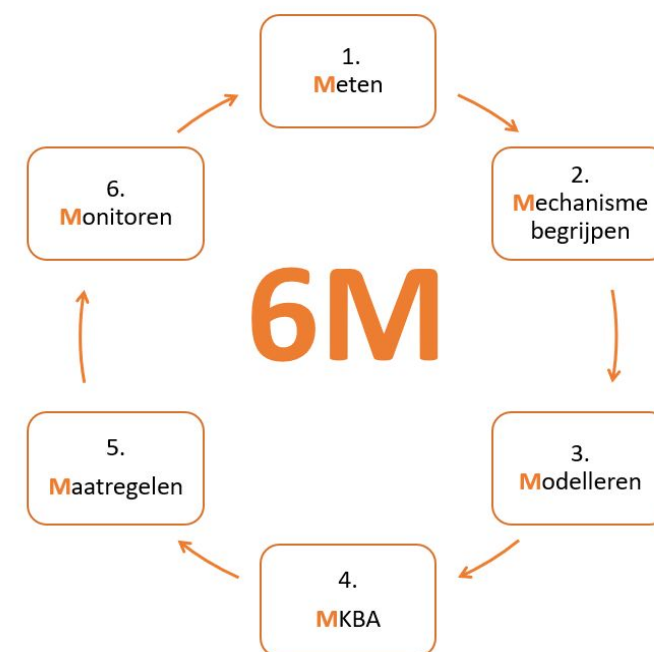 1.
Meten
2.
Mechanisme
begrijpen
3.
Modelleren
4.
MKBA
5.
Maatregelen
6.
Monitoren
6M